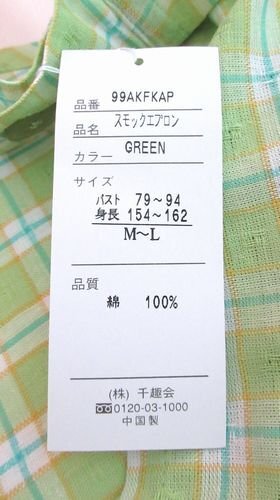 品番 99AKFKAP
品名 スモックエプロン
カラー GREEN
サイズ
バスト 79~94
身長 154~162
M~L
品質
綿 100%
(株) 千趣会
0120-03-1000
中国製